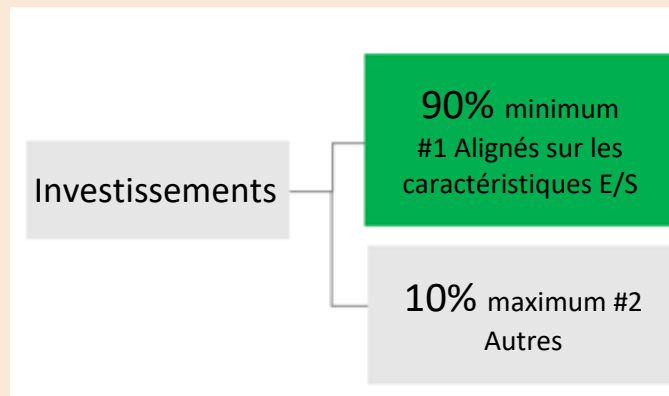 Investissements
90% minimum
#1 Alignés sur les
caractéristiques E/S
10% maximum #2
Autres